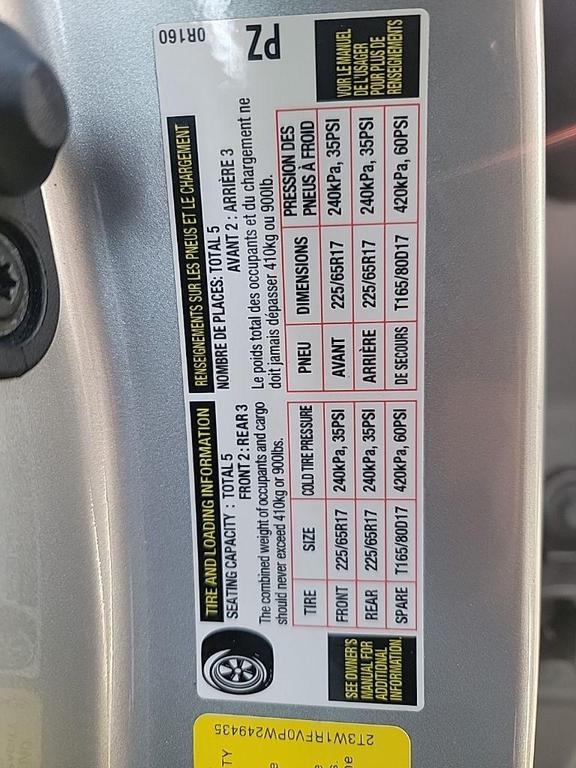 TIRE AND LOADING INFORMATION
SEATING CAPACITY : TOTAL 5
FRONT 2 : REAR 3
The combined weight of occupants and cargo
should never exceed 410kg or 900lbs.
TIRE SIZE COLD TIRE PRESSURE
FRONT 225/65R17 240kPa, 35PSI
REAR 225/65R17 240kPa, 35PSI
SPARE T165/80D17 420kPa, 60PSI
SEE OWNER'S
MANUAL FOR
ADDITIONAL
INFORMATION.
0R160
PZ
RENSEIGNEMENTS SUR LES PNEUS ET LE CHARGEMENT
NOMBRE DE PLACES: TOTAL 5
AVANT 2 : ARRIÈRE 3
Le poids total des occupants et du chargement ne
doit jamais dépasser 410kg ou 900lb.
PNEU DIMENSIONS PRESSION DES
PNEUS À FROID
AVANT 225/65R17 240kPa, 35PSI
ARRIÈRE 225/65R17 240kPa, 35PSI
DE SECOURS T165/80D17 420kPa, 60PSI
VOIR LE MANUEL
DE L'USAGER
POUR PLUS DE
RENSEIGNEMENTS
2T3W1RFV0PW249435
TY